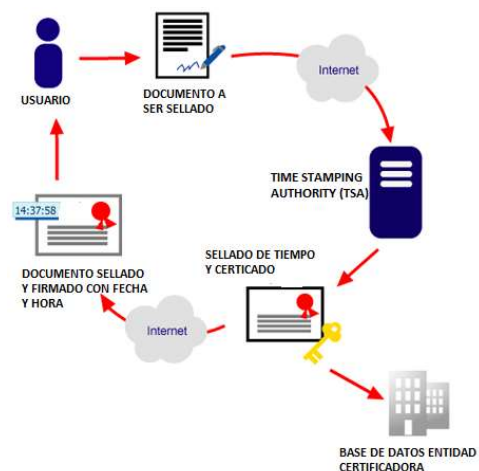 USUARIO
DOCUMENTO A
SER SELLADO
Internet
TIME STAMPING
AUTHORITY (TSA)
SELLADO DE TIEMPO
Y CERTICADO
14:37:58
DOCUMENTO SELLADO
Y FIRMADO CON FECHA
Y HORA
Internet
BASE DE DATOS ENTIDAD
CERTIFICADORA